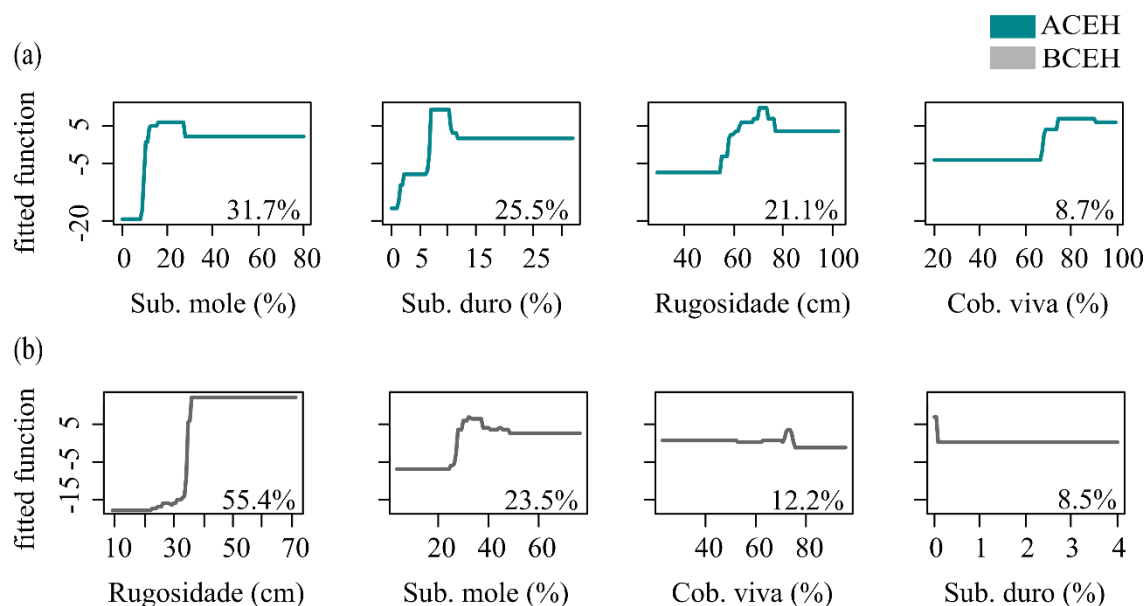 ACEH
BCEH
(a)
fitted function
5
-5
-20
31.7%
25.5%
21.1%
8.7%
0 20 40 60 80
0 5 15 25
40 60 80 100
20 40 60 80 100
Sub. mole (%)
Sub. duro (%)
Rugosidade (cm)
Cob. viva (%)
(b)
fitted function
5
-5
-15
55.4%
23.5%
12.2%
8.5%
10 30 50 70
20 40 60
40 60 80
0 1 2 3 4
Rugosidade (cm)
Sub. mole (%)
Cob. viva (%)
Sub. duro (%)